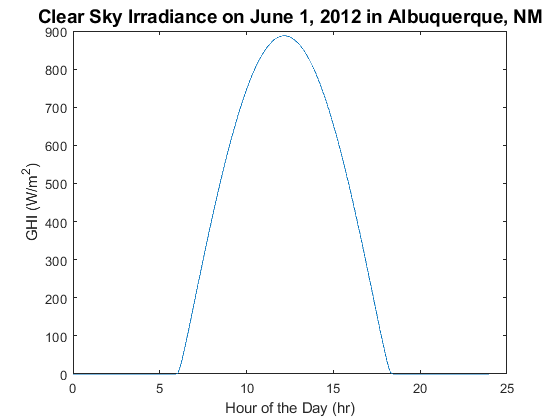 Clear Sky Irradiance on June 1, 2012 in Albuquerque, NM
900
800
700
600
500
400
300
200
100
0
GHI (W/m²)
0 5 10 15 20 25
Hour of the Day (hr)